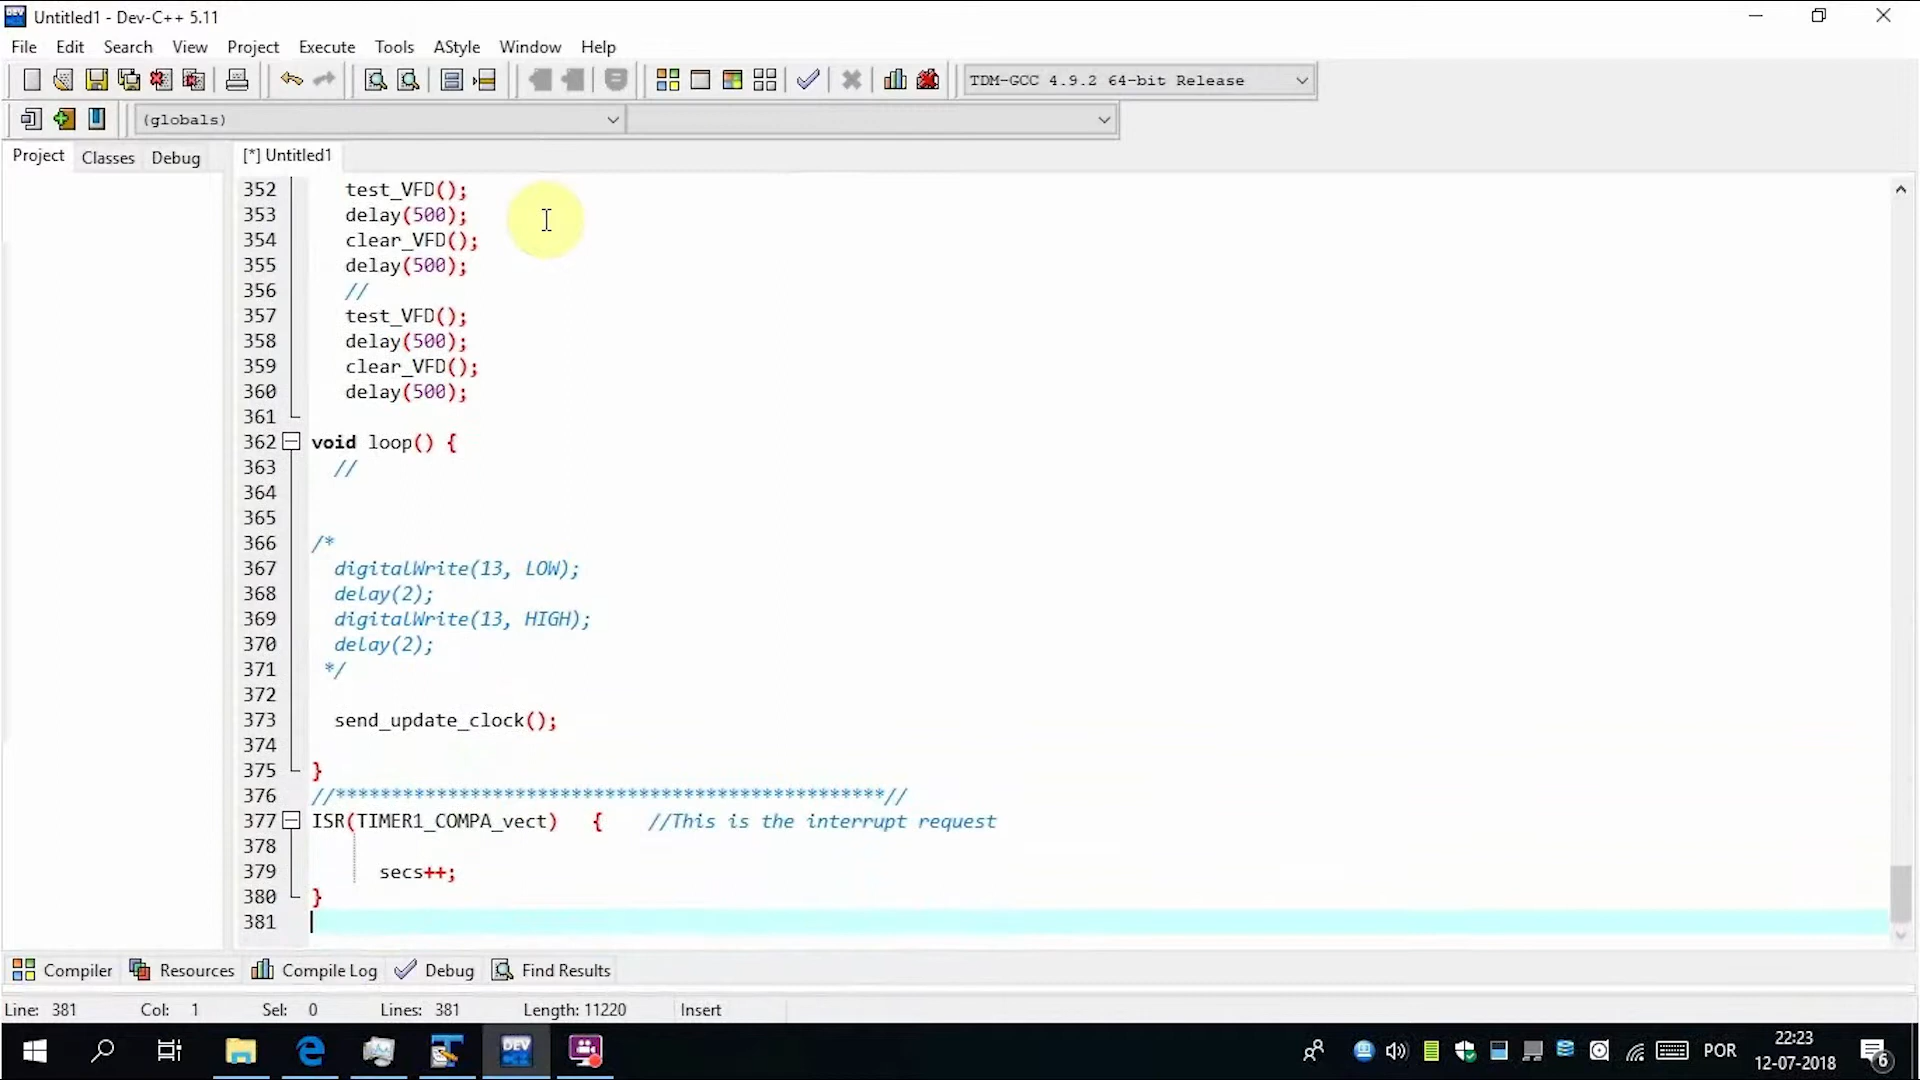 Untitled1 - Dev-C++ 5.11
File Edit Search View Project Execute Tools AStyle Window Help
TDM-GCC 4.9.2 64-bit Release
(globals)
Project Classes Debug [*] Untitled1
352 test_VFD();
353 delay(500);
354 clear_VFD();
355 delay(500);
356 //
357 test_VFD();
358 delay(500);
359 clear_VFD();
360 delay(500);
361
362 void loop() {
363 //
364
365
366 /*
367 digitalWrite(13, LOW);
368 delay(2);
369 digitalWrite(13, HIGH);
370 delay(2);
371 */
372
373 send_update_clock();
374
375 }
376 //*************************************************//
377 ISR(TIMER1_COMPA_vect) { //This is the interrupt request
378
379 secs++;
380 }
381
Compiler Resources Compile Log Debug Find Results
Line: 381 Col: 1 Sel: 0 Lines: 381 Length: 11220 Insert
DEV POR 22:23 6
12-07-2018